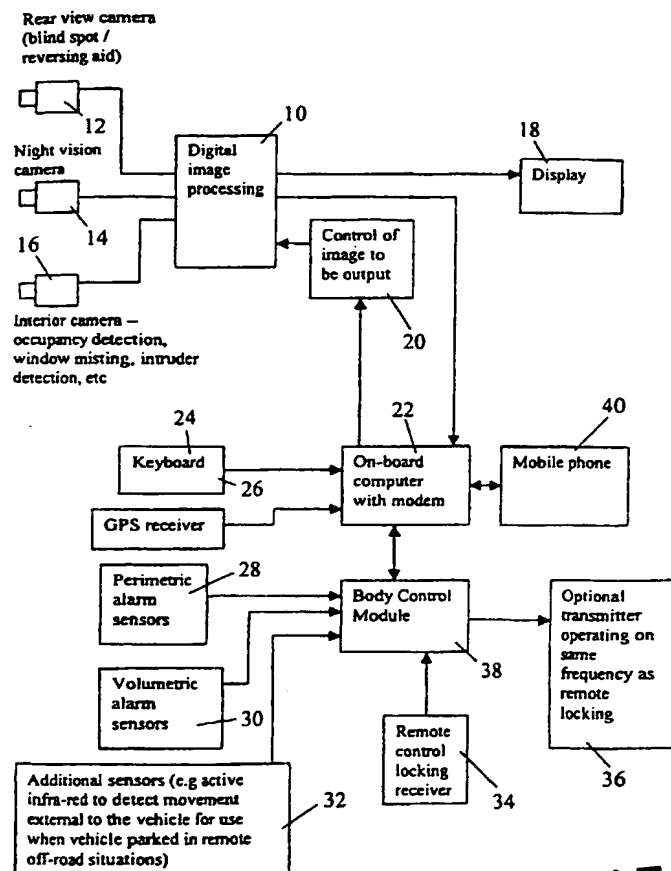 Rear view camera
(blind spot /
reversing aid)
12
10
Digital
image
processing
18
Display
Night vision
camera
14
16
Control of
image to
be output
20
Interior camera –
occupancy detection,
window misting, intruder
detection, etc
24
Keyboard
26
22
On-board
computer
with modem
40
Mobile phone
GPS receiver
28
Perimetric
alarm
sensors
Body Control
Module
38
Optional
transmitter
operating on
same
frequency as
remote
locking
36
Volumetric
alarm
sensors
30
Remote
control
locking
receiver
34
Additional sensors (e.g active
infra-red to detect movement
external to the vehicle for use
when vehicle parked in remote
off-road situations)
32